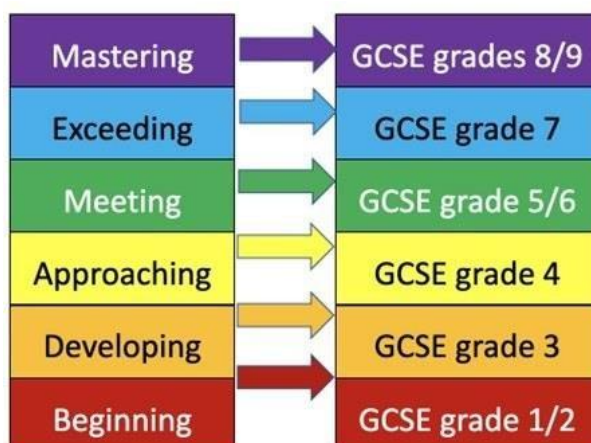 Mastering GCSE grades 8/9
Exceeding GCSE grade 7
Meeting GCSE grade 5/6
Approaching GCSE grade 4
Developing GCSE grade 3
Beginning GCSE grade 1/2